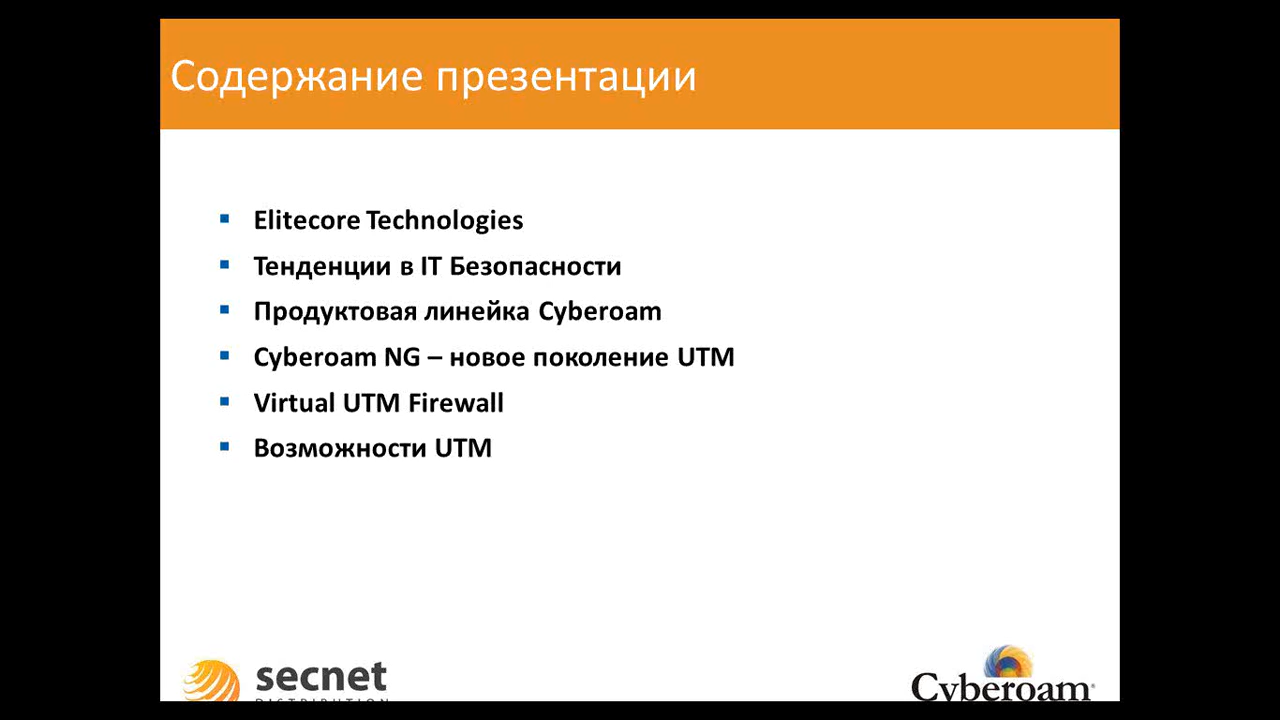 Содержание презентации
Elitecore Technologies
Тенденции в IT Безопасности
Продуктовая линейка Cyberoam
Cyberoam NG – новое поколение UTM
Virtual UTM Firewall
Возможности UTM
secnet
DISTRIBUTION
Cyberoam